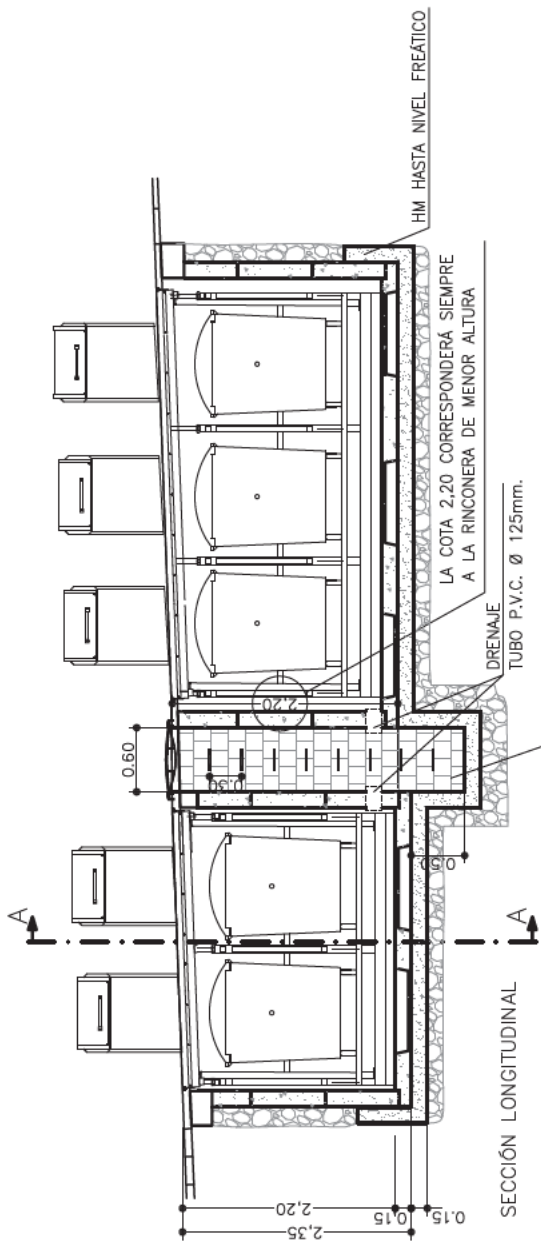 A
A
0.60
0.30
2,20
HM HASTA NIVEL FREÁTICO
LA COTA 2,20 CORRESPONDERÁ SIEMPRE
A LA RINCONERA DE MENOR ALTURA
DRENAJE
TUBO P.V.C. Ø 125mm.
0.50
2,20
0.15
2,35
0.15
SECCIÓN LONGITUDINAL